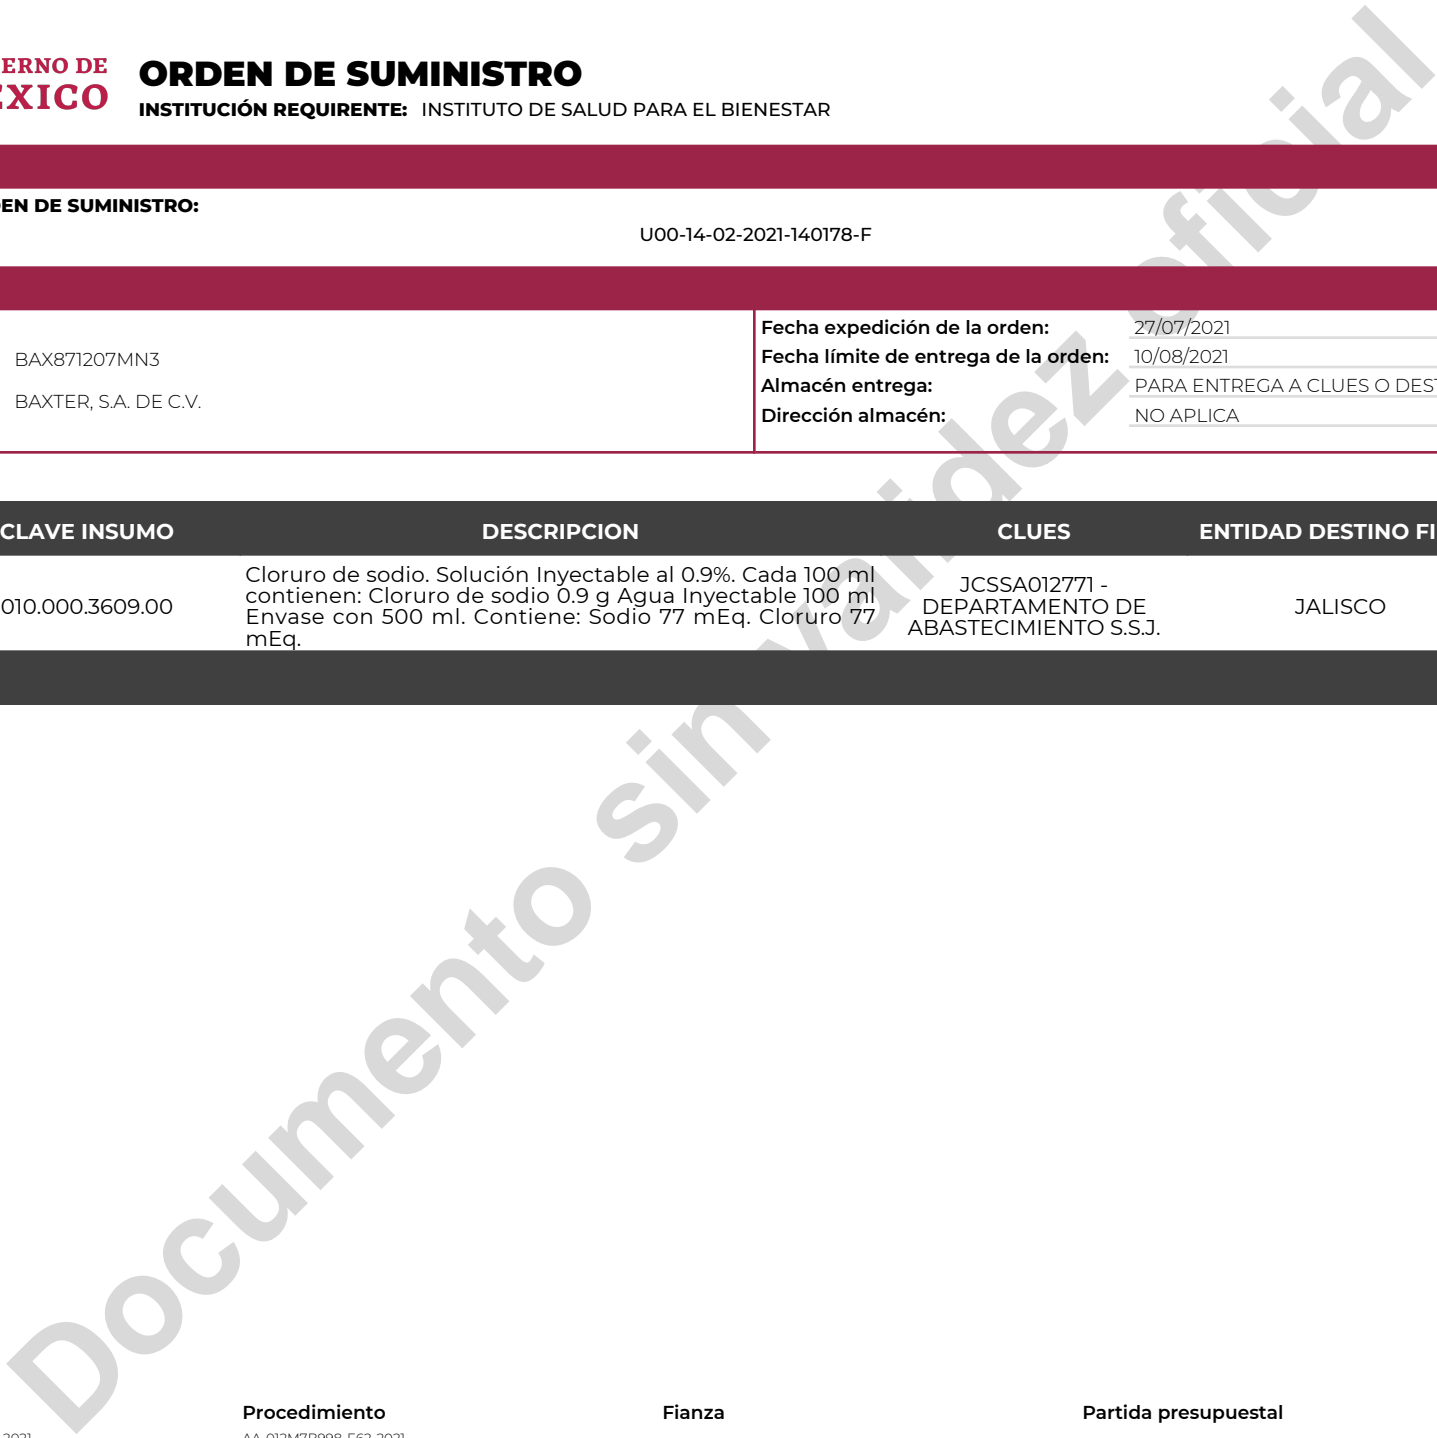 ERNO DE
EXICO
ORDEN DE SUMINISTRO
INSTITUCIÓN REQUIRENTE: INSTITUTO DE SALUD PARA EL BIENESTAR
EN DE SUMINISTRO:
U00-14-02-2021-140178-F
BAX871207MN3
BAXTER, S.A. DE C.V.
Fecha expedición de la orden: 27/07/2021
Fecha límite de entrega de la orden: 10/08/2021
Almacén entrega: PARA ENTREGA A CLUES O DEST
Dirección almacén: NO APLICA
CLAVE INSUMO DESCRIPCION CLUES ENTIDAD DESTINO FI
010.000.3609.00
Cloruro de sodio. Solución Inyectable al 0.9%. Cada 100 ml
contienen: Cloruro de sodio 0.9 g Agua Inyectable 100 ml
Envase con 500 ml. Contiene: Sodio 77 mEq. Cloruro 77
mEq.
JCSSA012771 -
DEPARTAMENTO DE
ABASTECIMIENTO S.S.J.
JALISCO
Documento sin validez oficial
Procedimiento Fianza Partida presupuestal